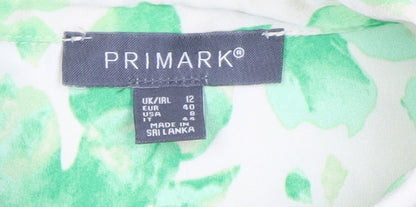 PRIMARK®
UK/IRL 12
EUR 40
USA 8
IT 44
MADE IN
SRI LANKA